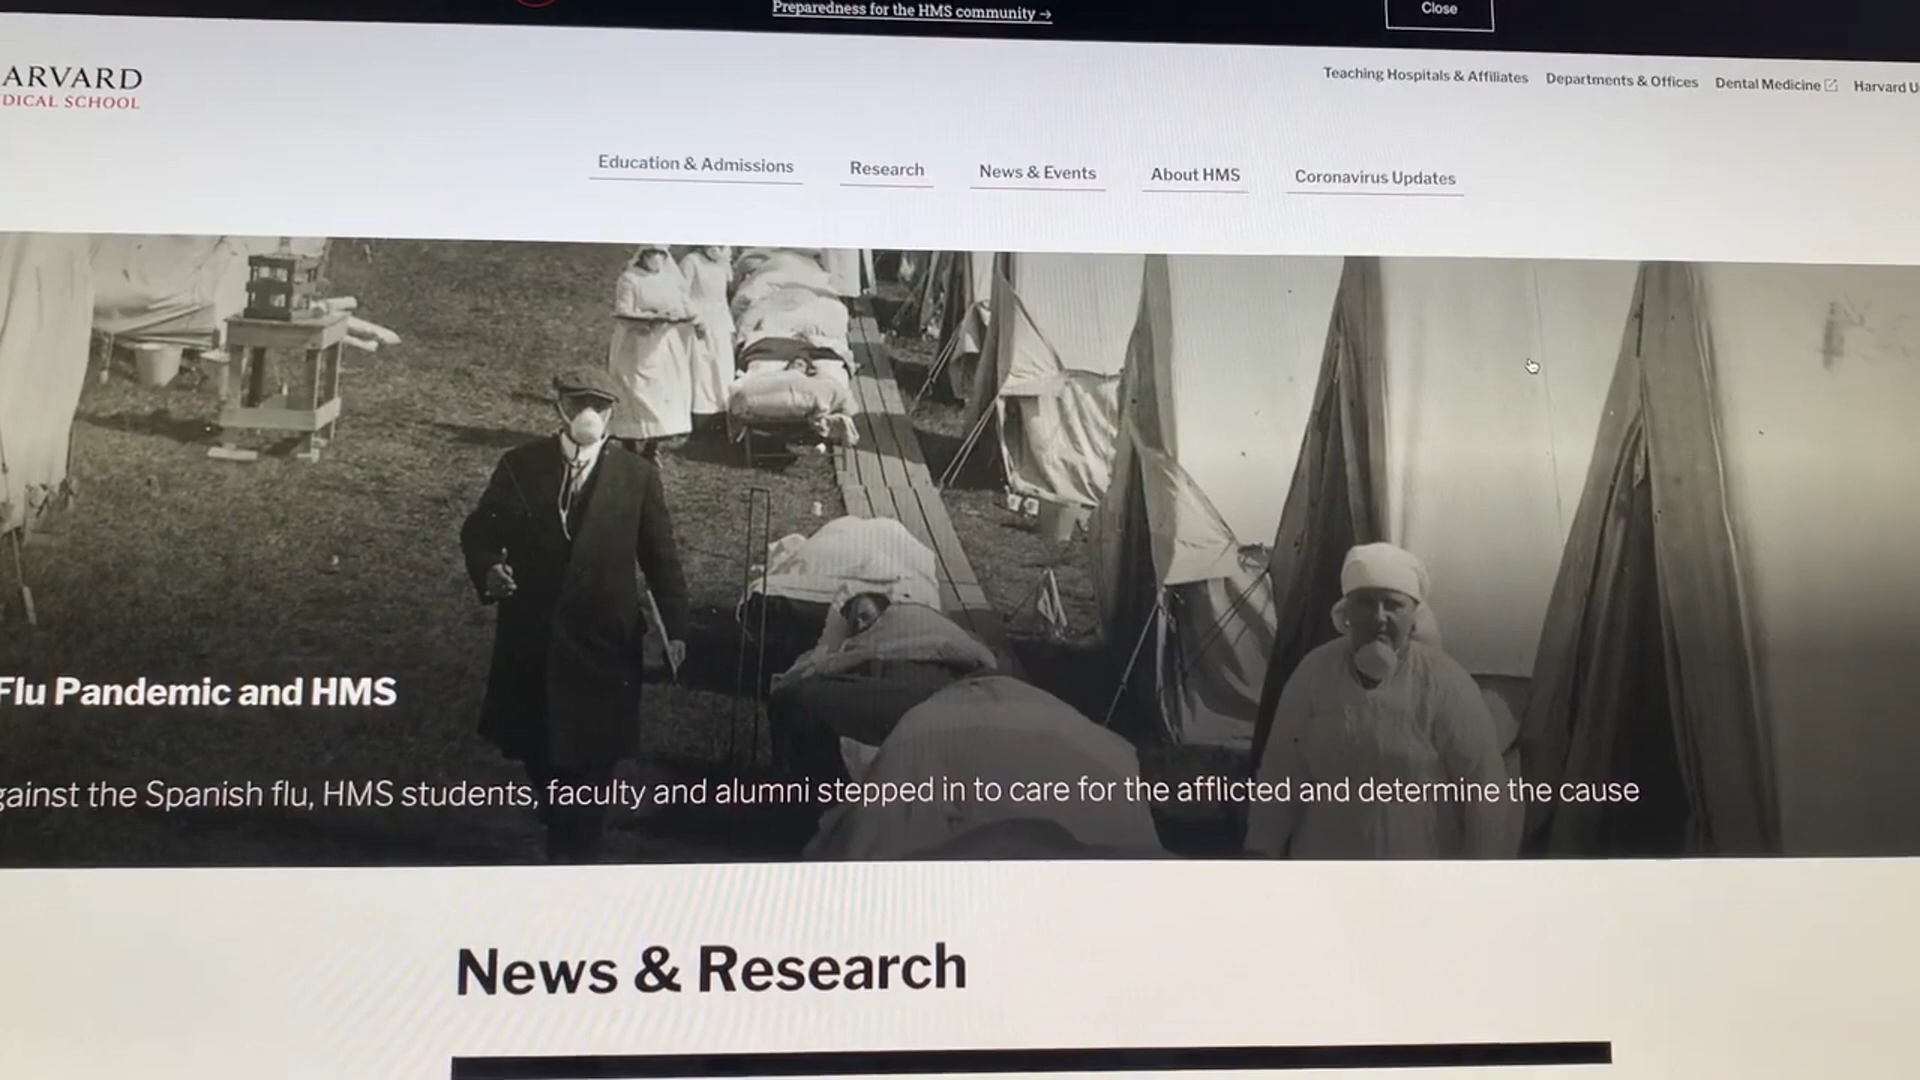 Preparedness for the HMS community →
Close
ARVARD
DICAL SCHOOL
Teaching Hospitals & Affiliates Departments & Offices Dental Medicine Harvard U
Education & Admissions Research News & Events About HMS Coronavirus Updates
Flu Pandemic and HMS
gainst the Spanish flu, HMS students, faculty and alumni stepped in to care for the afflicted and determine the cause
News & Research